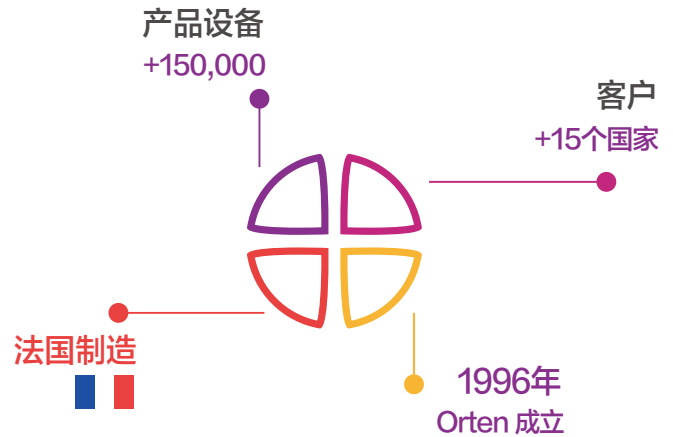 产品设备
+150,000
客户
+15个国家
法国制造
1996年
Orten 成立